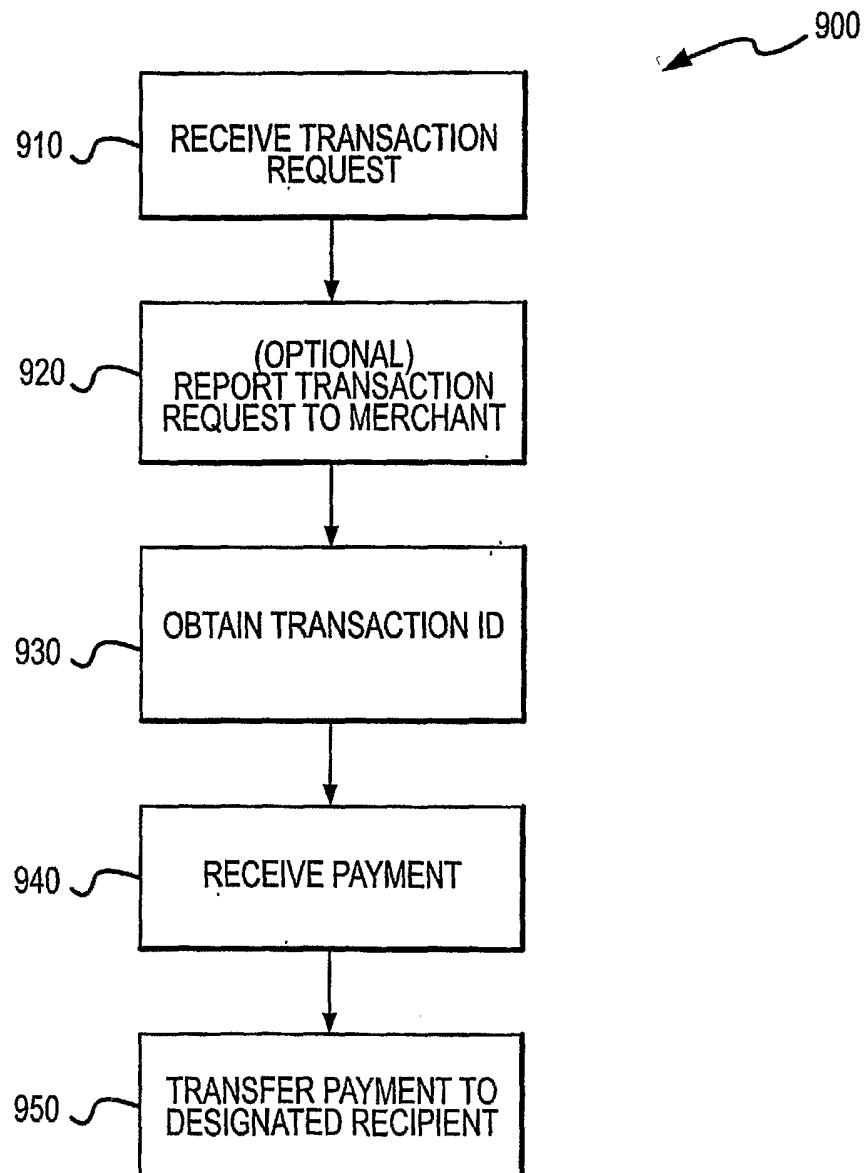 900
910
RECEIVE TRANSACTION
REQUEST
920
(OPTIONAL)
REPORT TRANSACTION
REQUEST TO MERCHANT
930
OBTAIN TRANSACTION ID
940
RECEIVE PAYMENT
950
TRANSFER PAYMENT TO
DESIGNATED RECIPIENT